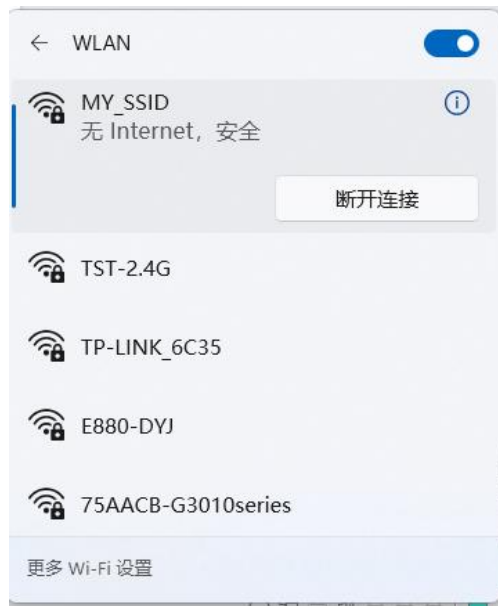 WLAN
MY_SSID
无 Internet，安全
断开连接
TST-2.4G
TP-LINK_6C35
E880-DYJ
75AACB-G3010series
更多 Wi-Fi 设置